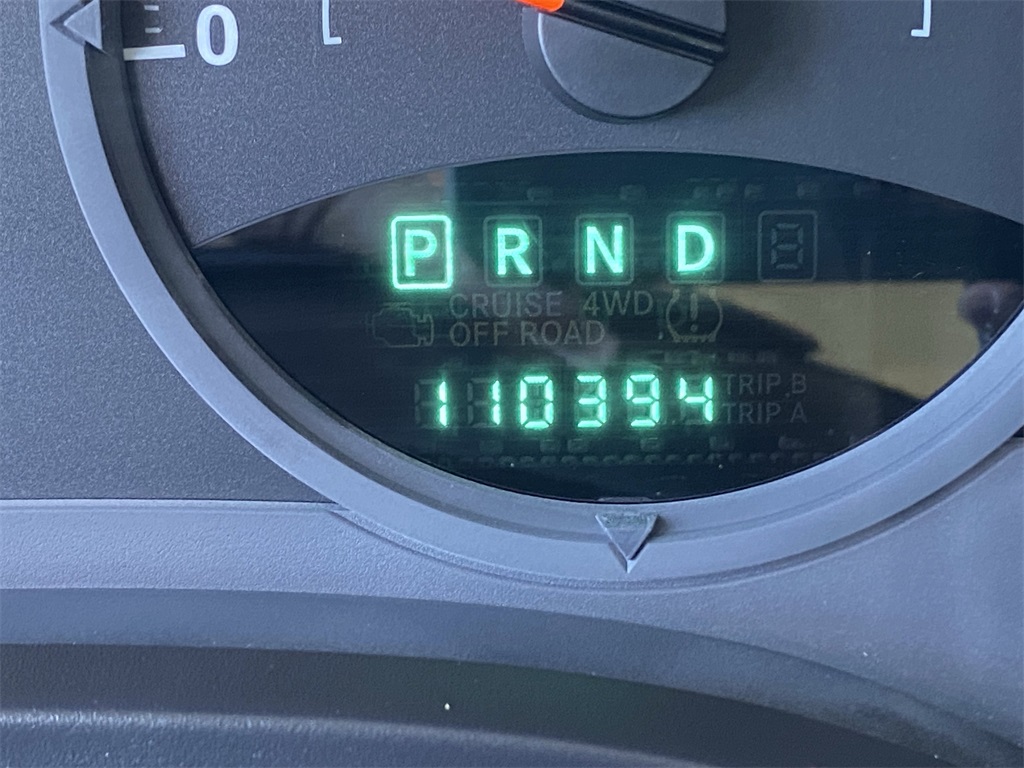 0
P R N D
CRUISE 4WD
OFF ROAD
TRIP B
110394 TRIP A